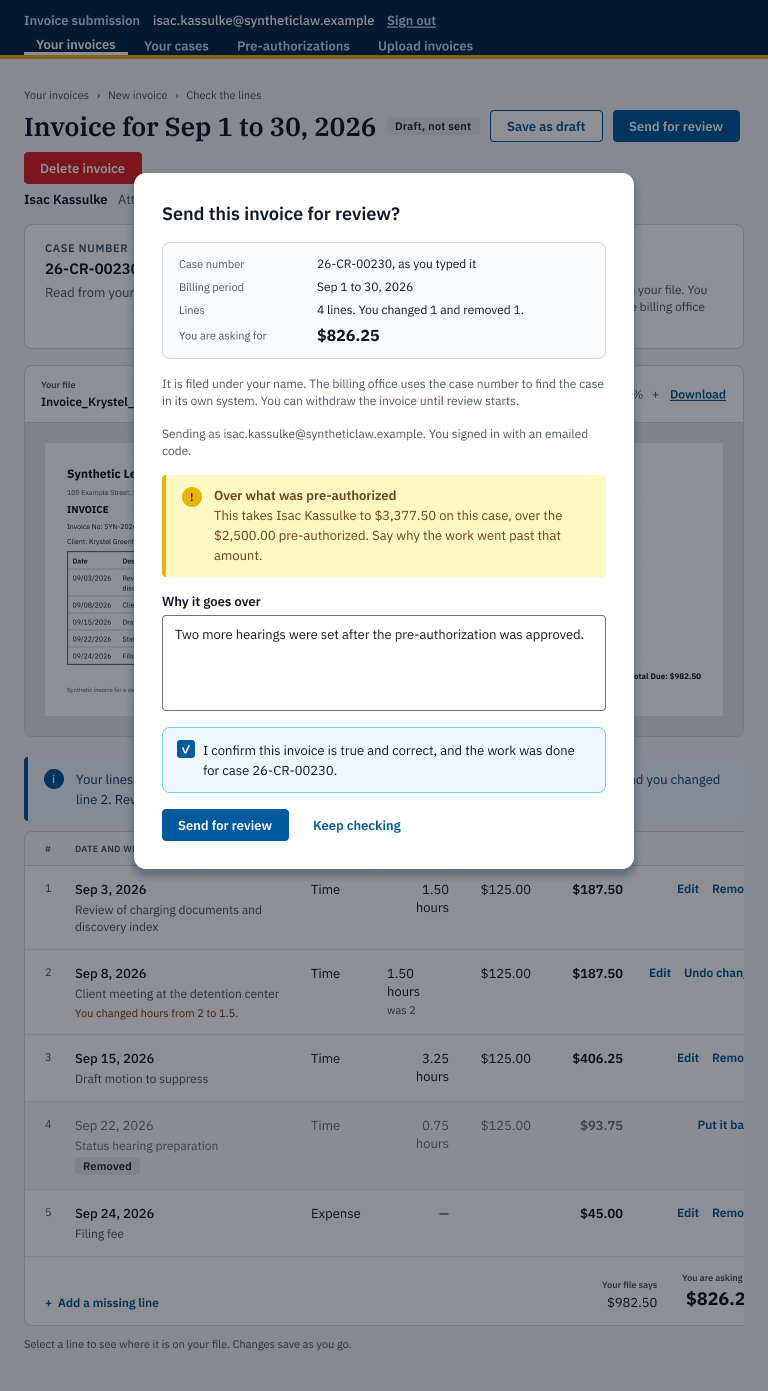 Invoice submission isac.kassulke@syntheticlaw.example Sign out
Your invoices Your cases Pre-authorizations Upload invoices
Your invoices › New invoice › Check the lines
Invoice for Sep 1 to 30, 2026 Draft, not sent Save as draft Send for review
Delete invoice
Isac Kassulke
CASE NUMBER
26-CR-00230
Read from your
your file. You
billing office
Your file
Invoice_Krystel_
% + Download
100 Example Street,
INVOICE
Invoice No:
Client: Krystel
Date
09/03/2026
09/08/2026
09/15/2026
09/22/2026
09/24/2026
Total Due: $982.50
Synthetic invoice for a
Send this invoice for review?
Case number 26-CR-00230, as you typed it
Billing period Sep 1 to 30, 2026
Lines 4 lines. You changed 1 and removed 1.
You are asking for $826.25
It is filed under your name. The billing office uses the case number to find the case
in its own system. You can withdraw the invoice until review starts.
Sending as isac.kassulke@syntheticlaw.example. You signed in with an emailed
code.
! Over what was pre-authorized
This takes Isac Kassulke to $3,377.50 on this case, over the
$2,500.00 pre-authorized. Say why the work went past that
amount.
Why it goes over
Two more hearings were set after the pre-authorization was approved.
I confirm this invoice is true and correct, and the work was done
for case 26-CR-00230.
Send for review Keep checking
i Your lines
you changed
line 2.
# DATE AND
1 Sep 3, 2026 Time 1.50 hours $125.00 $187.50 Edit
Review of charging documents and
discovery index
2 Sep 8, 2026 Time 1.50 hours $125.00 $187.50 Edit Undo
Client meeting at the detention center was 2
You changed hours from 2 to 1.5.
3 Sep 15, 2026 Time 3.25 hours $125.00 $406.25 Edit
Draft motion to suppress
4 Sep 22, 2026 Time 0.75 hours $125.00 $93.75 Put it
Status hearing preparation
Removed
5 Sep 24, 2026 Expense — $45.00 Edit
Filing fee
Your file says You are asking
+ Add a missing line $982.50 $826.2
Select a line to see where it is on your file. Changes save as you go.